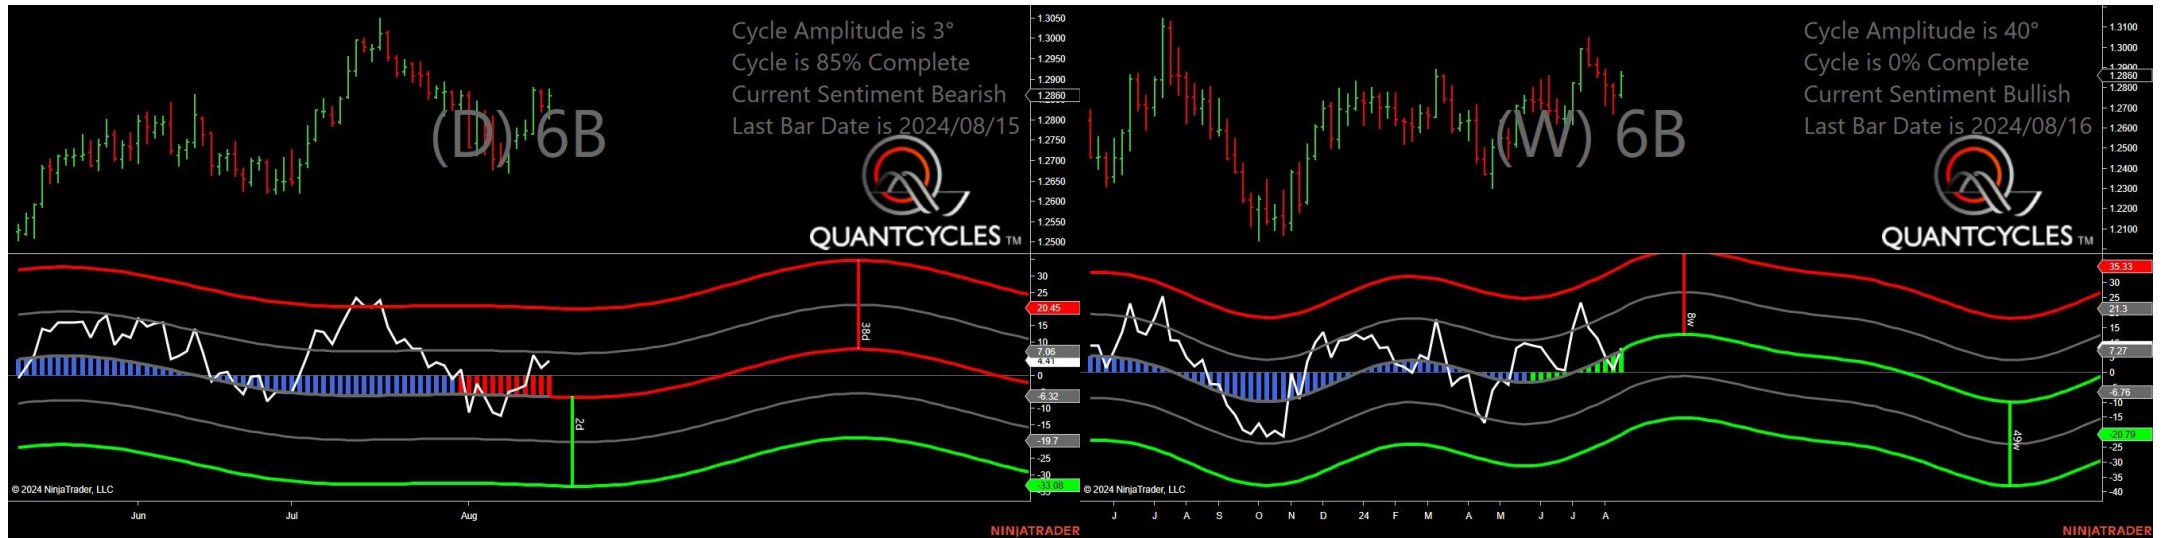 Cycle Amplitude is 3°
Cycle is 85% Complete
Current Sentiment Bearish
Last Bar Date is 2024/08/15
(D) 6B
QUANTCYCLES TM
1.3050
1.3000
1.2950
1.2900
1.2860
1.2800
1.2750
1.2700
1.2650
1.2600
1.2550
1.2500
30
25
20.45
15
10
7.06
4.41
0
-6.32
-10
-15
-19.7
-25
-30
-33.08
38d
2d
© 2024 NinjaTrader, LLC
Jun
Jul
Aug
NINJATRADER
Cycle Amplitude is 40°
Cycle is 0% Complete
Current Sentiment Bullish
Last Bar Date is 2024/08/16
(W) 6B
QUANTCYCLES TM
1.3100
1.3000
1.2900
1.2860
1.2800
1.2700
1.2600
1.2500
1.2400
1.2300
1.2200
1.2100
35.33
30
25
21.3
15
7.27
0
-6.76
-10
-15
-20.79
-25
-30
-35
-40
8w
49w
© 2024 NinjaTrader, LLC
J
J
A
S
O
N
D
24
F
M
A
M
J
J
A
NINJATRADER